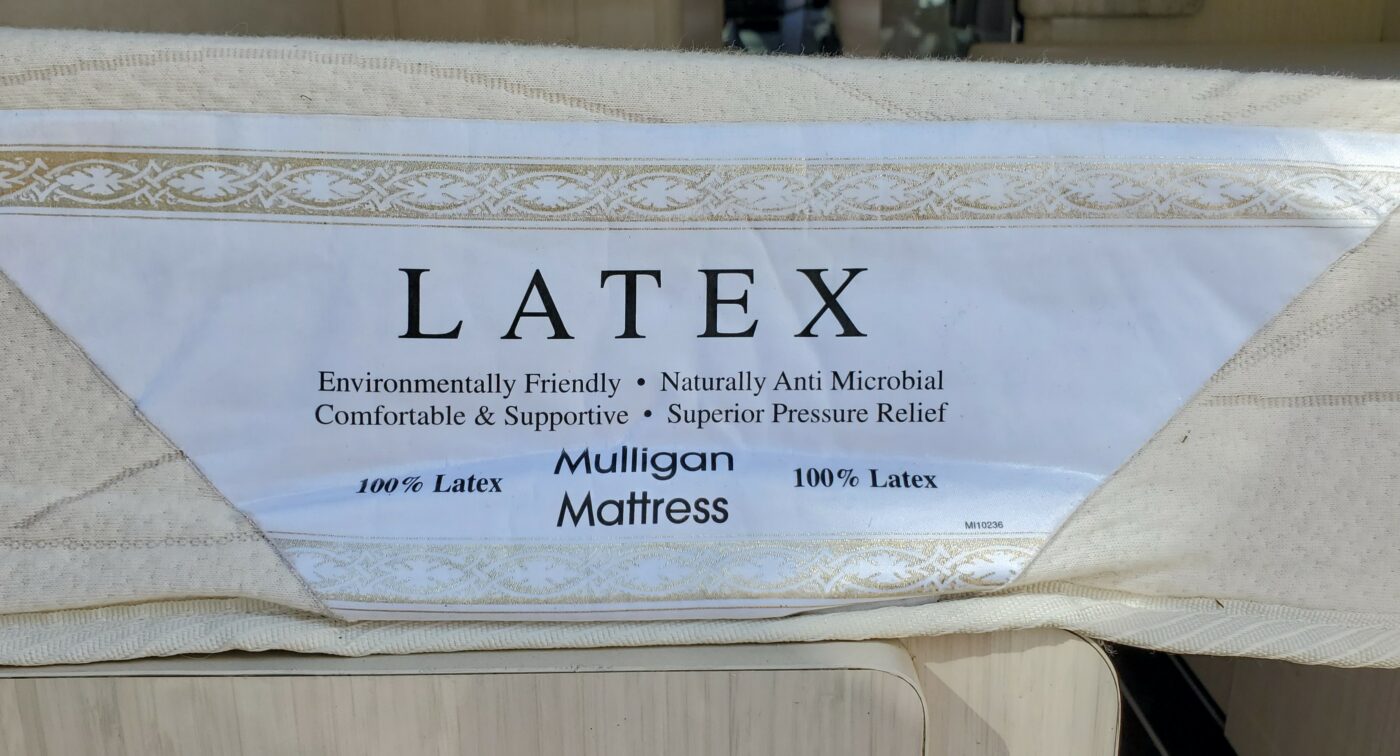 LATEX
Environmentally Friendly • Naturally Anti Microbial
Comfortable & Supportive • Superior Pressure Relief
100% Latex Mulligan Mattress 100% Latex
MI10236